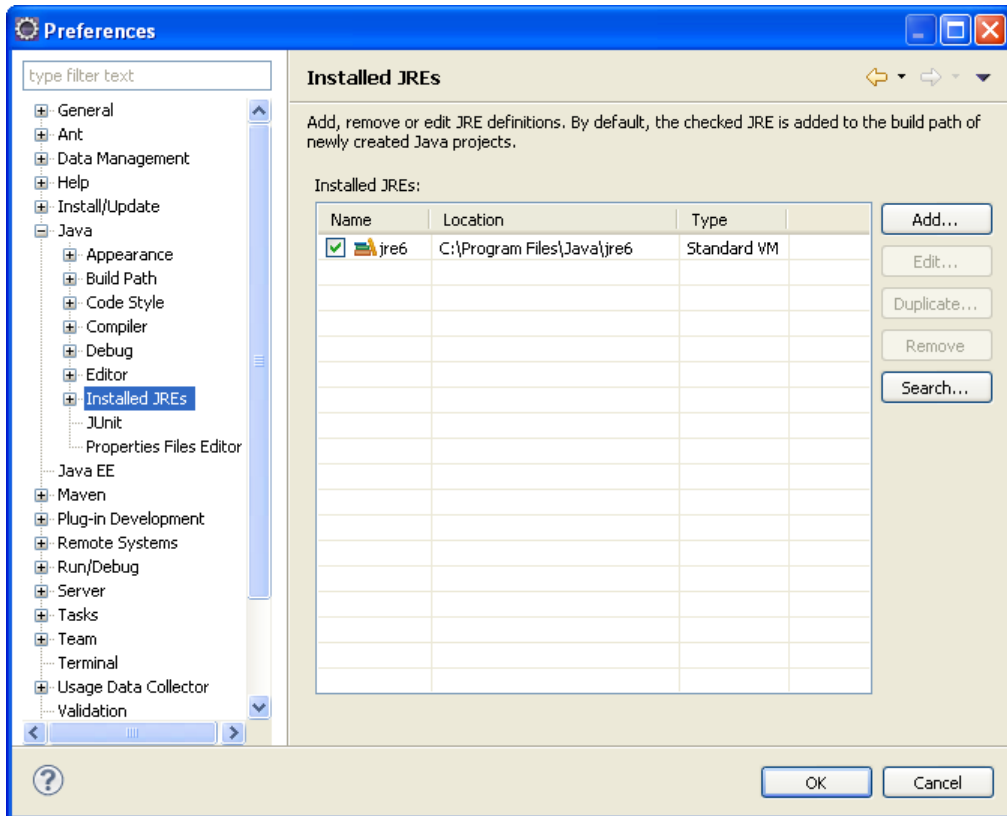 Preferences
type filter text
General
Ant
Data Management
Help
Install/Update
Java
Appearance
Build Path
Code Style
Compiler
Debug
Editor
Installed JREs
JUnit
Properties Files Editor
Java EE
Maven
Plug-in Development
Remote Systems
Run/Debug
Server
Tasks
Team
Terminal
Usage Data Collector
Validation
Installed JREs
Add, remove or edit JRE definitions. By default, the checked JRE is added to the build path of
newly created Java projects.
Installed JREs:
Name Location Type
jre6 C:\Program Files\Java\jre6 Standard VM
Add...
Edit...
Duplicate...
Remove
Search...
OK Cancel